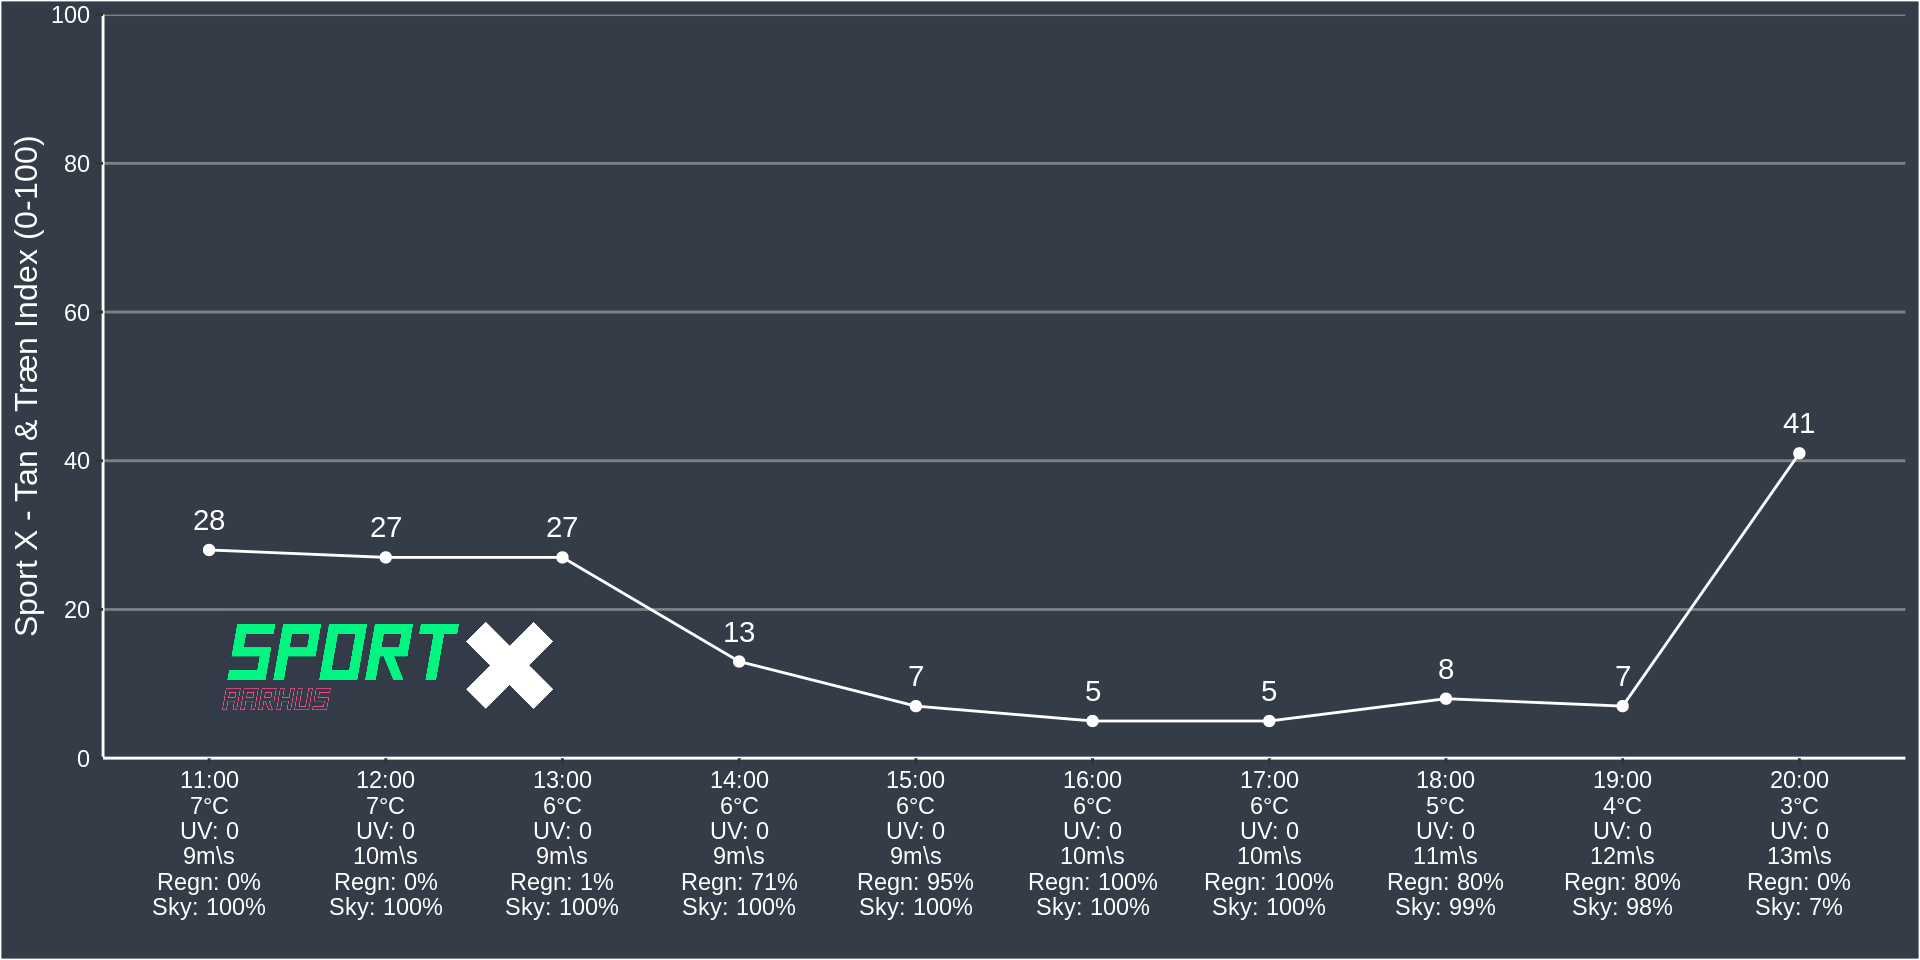 Sport X - Tan & Træn Index (0-100)
100
80
60
40
20
0
28
27
27
13
7
5
5
8
7
41
SPORT X
AARHUS
11:00 12:00 13:00 14:00 15:00 16:00 17:00 18:00 19:00 20:00
7°C 7°C 6°C 6°C 6°C 6°C 6°C 5°C 4°C 3°C
UV: 0 UV: 0 UV: 0 UV: 0 UV: 0 UV: 0 UV: 0 UV: 0 UV: 0 UV: 0
9m\s 10m\s 9m\s 9m\s 9m\s 10m\s 10m\s 11m\s 12m\s 13m\s
Regn: 0% Regn: 0% Regn: 1% Regn: 71% Regn: 95% Regn: 100% Regn: 100% Regn: 80% Regn: 80% Regn: 0%
Sky: 100% Sky: 100% Sky: 100% Sky: 100% Sky: 100% Sky: 100% Sky: 100% Sky: 99% Sky: 98% Sky: 7%